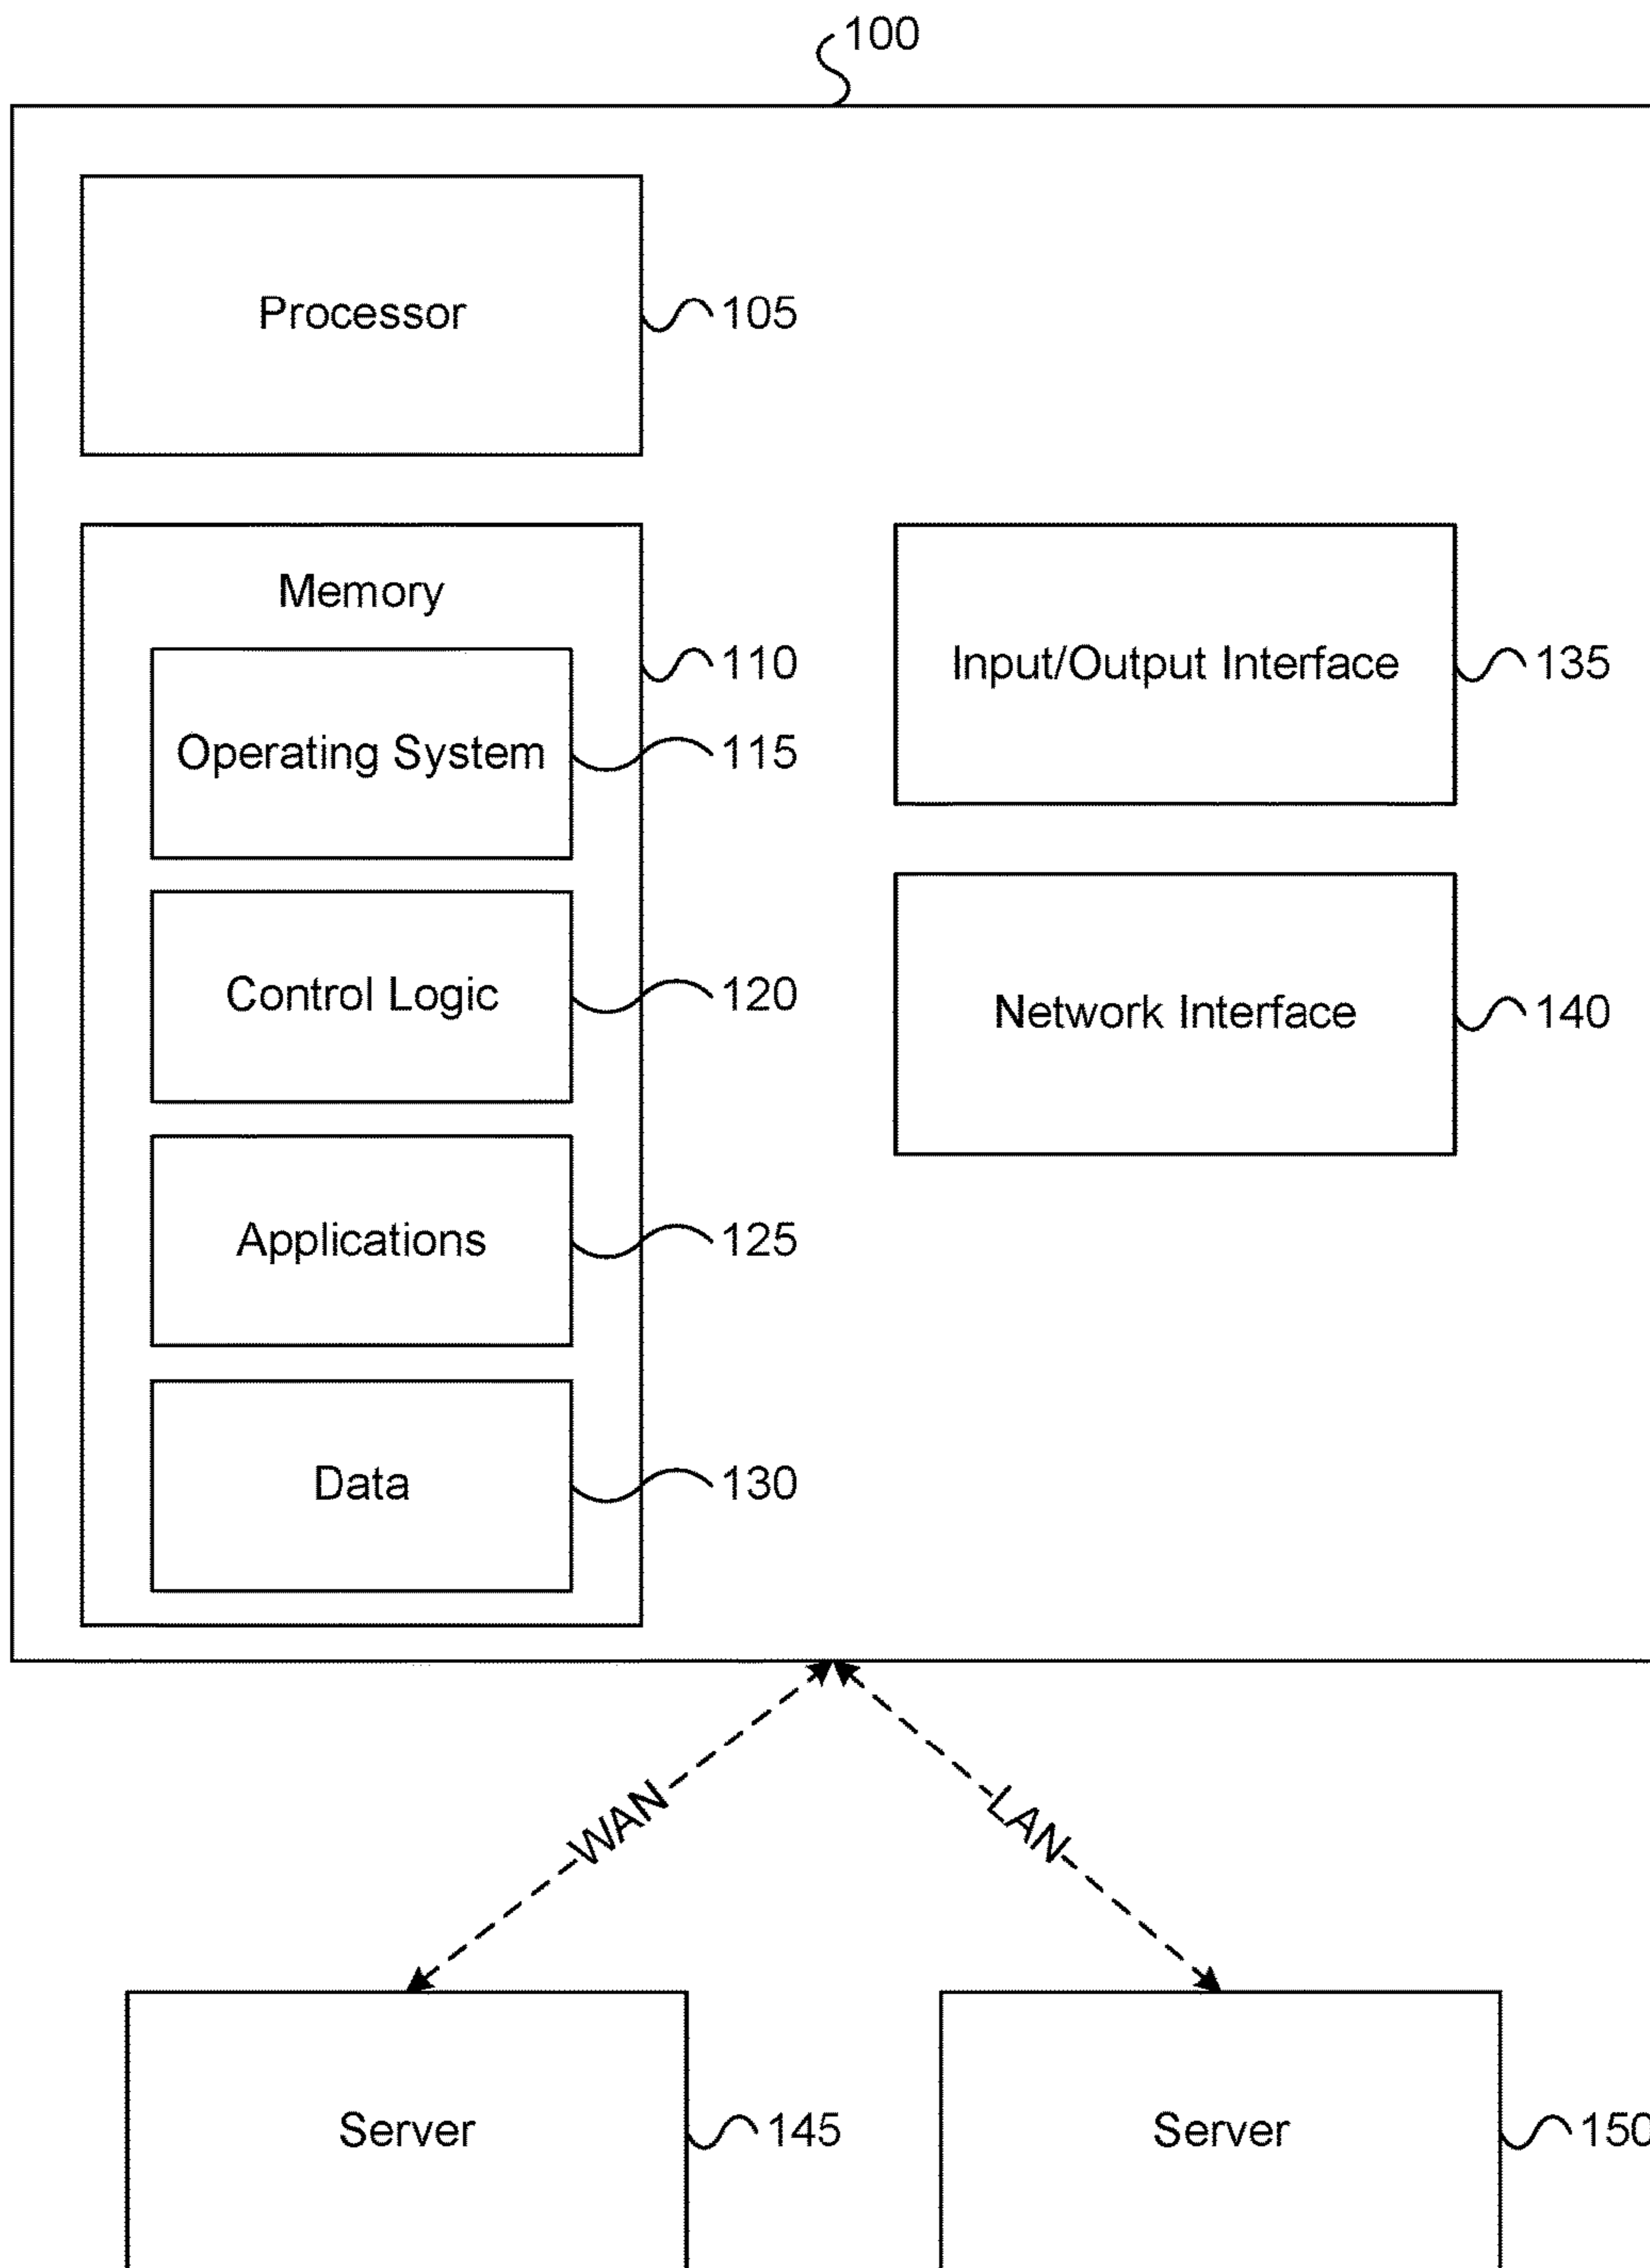 100
Processor
105
Memory
110
Operating System
115
Control Logic
120
Applications
125
Data
130
Input/Output Interface
135
Network Interface
140
WAN
LAN
Server
145
Server
150